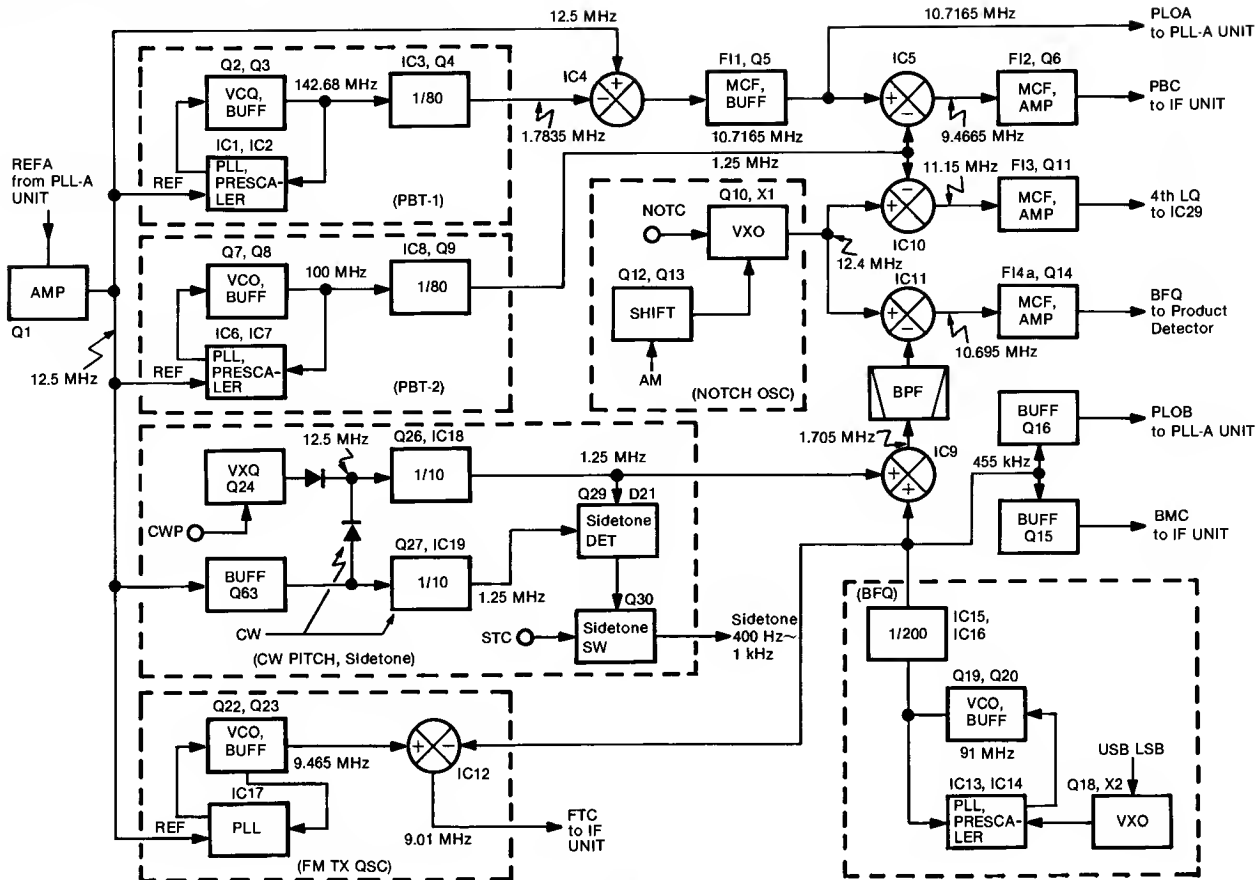 12.5 MHz
10.7165 MHz
PLOA
to PLL-A
UNIT
Q2, Q3
VCQ,
BUFF
142.68 MHz
IC3, Q4
1/80
IC4
+
−
1.7835 MHz
FI1, Q5
MCF,
BUFF
10.7165 MHz
IC5
+
−
9.4665 MHz
FI2, Q6
MCF,
AMP
PBC
to IF UNIT
IC1, IC2
PLL,
PRESCA-
LER
REF
(PBT-1)
REFA
from PLL-A
UNIT
AMP
Q1
12.5 MHz
1.25 MHz
Q7, Q8
VCO,
BUFF
100 MHz
IC8, Q9
1/80
IC6, IC7
PLL,
PRESCA-
LER
REF
(PBT-2)
NOTC
Q10, X1
VXO
Q12, Q13
SHIFT
AM
(NOTCH OSC)
12.4 MHz
−
+
IC10
11.15 MHz
FI3, Q11
MCF,
AMP
4th LQ
to IC29
IC11
+
−
10.695 MHz
FI4a, Q14
MCF,
AMP
BFQ
to Product
Detector
BPF
1.705 MHz
IC9
+
+
VXQ
Q24
CWP
12.5 MHz
Q26, IC18
1/10
1.25 MHz
Q29
D21
Sidetone
DET
BUFF
Q63
Q27, IC19
1/10
1.25 MHz
CW
Q30
STC
Sidetone
SW
Sidetone
400 Hz~
1 kHz
(CW PITCH, Sidetone)
455 kHz
BUFF
Q16
PLOB
to PLL-A UNIT
BUFF
Q15
BMC
to IF UNIT
(BFQ)
1/200
IC15,
IC16
Q19, Q20
VCO,
BUFF
91 MHz
IC13, IC14
PLL,
PRESCA-
LER
USB LSB
Q18, X2
VXO
Q22, Q23
VCO,
BUFF
9.465 MHz
+
−
IC12
IC17
PLL
REF
9.01 MHz
FTC
to IF
UNIT
(FM TX QSC)